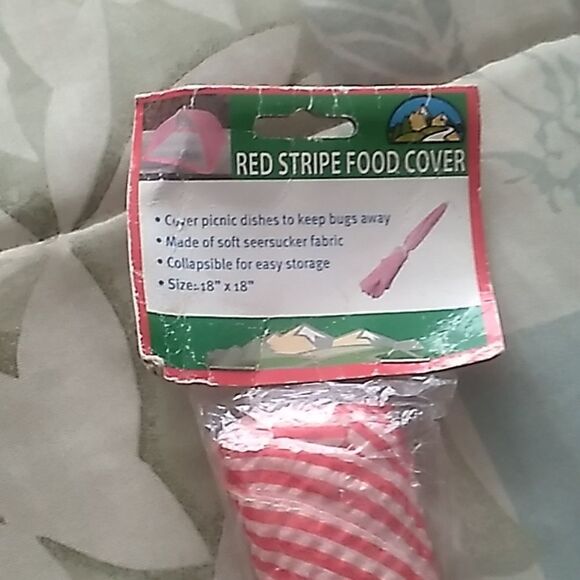 RED STRIPE FOOD COVER
• Cover picnic dishes to keep bugs away
• Made of soft seersucker fabric
• Collapsible for easy storage
• Size: 18" x 18"